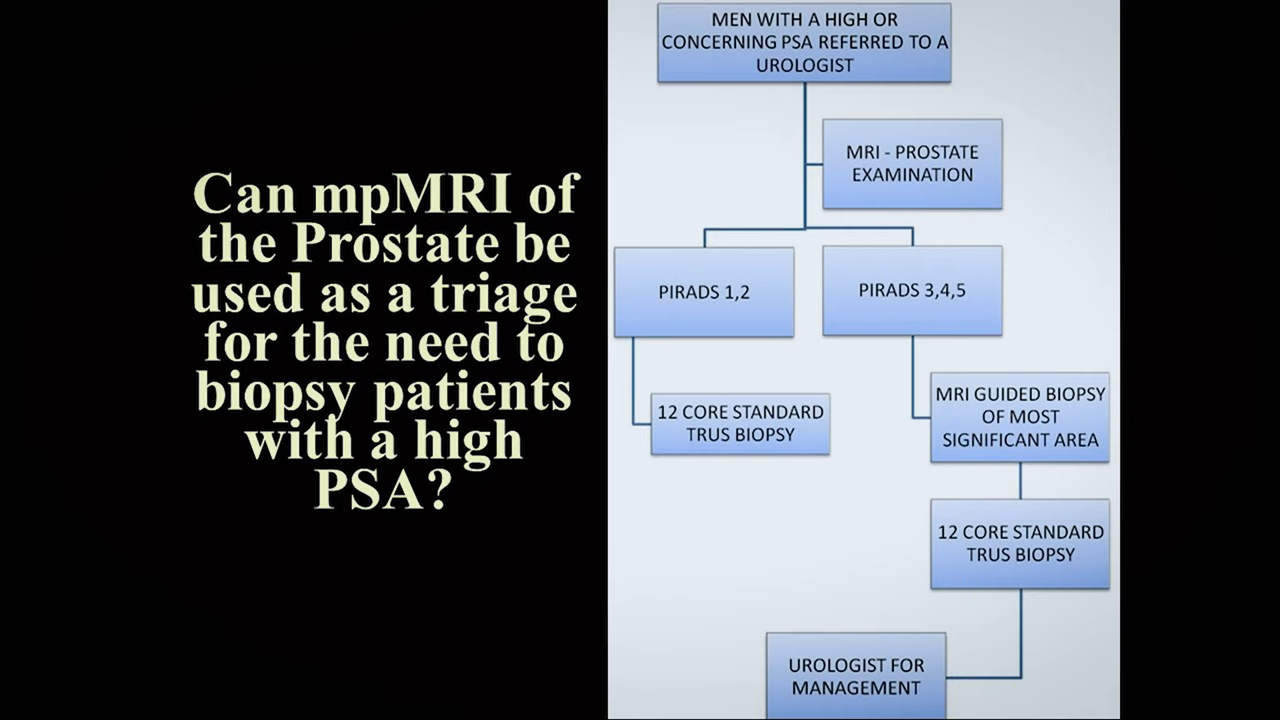 Can mpMRI of
the Prostate be
used as a triage
for the need to
biopsy patients
with a high
PSA?
MEN WITH A HIGH OR
CONCERNING PSA REFERRED TO A
UROLOGIST
MRI - PROSTATE
EXAMINATION
PIRADS 1,2
PIRADS 3,4,5
12 CORE STANDARD
TRUS BIOPSY
MRI GUIDED BIOPSY
OF MOST
SIGNIFICANT AREA
12 CORE STANDARD
TRUS BIOPSY
UROLOGIST FOR
MANAGEMENT